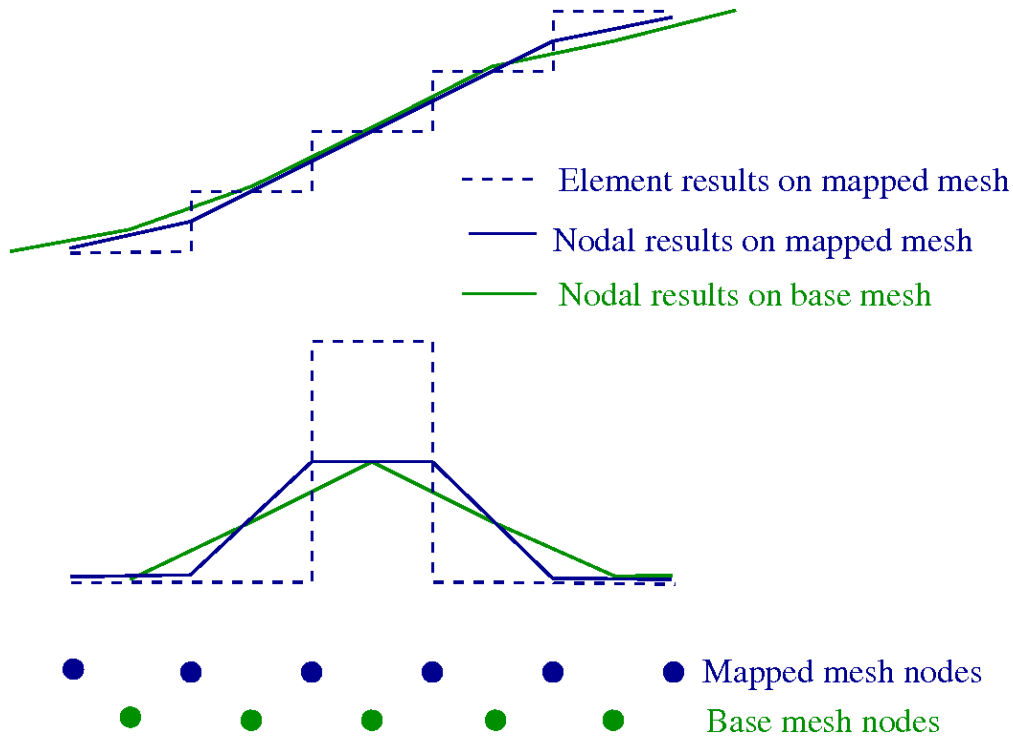 Element results on mapped mesh
Nodal results on mapped mesh
Nodal results on base mesh
Mapped mesh nodes
Base mesh nodes